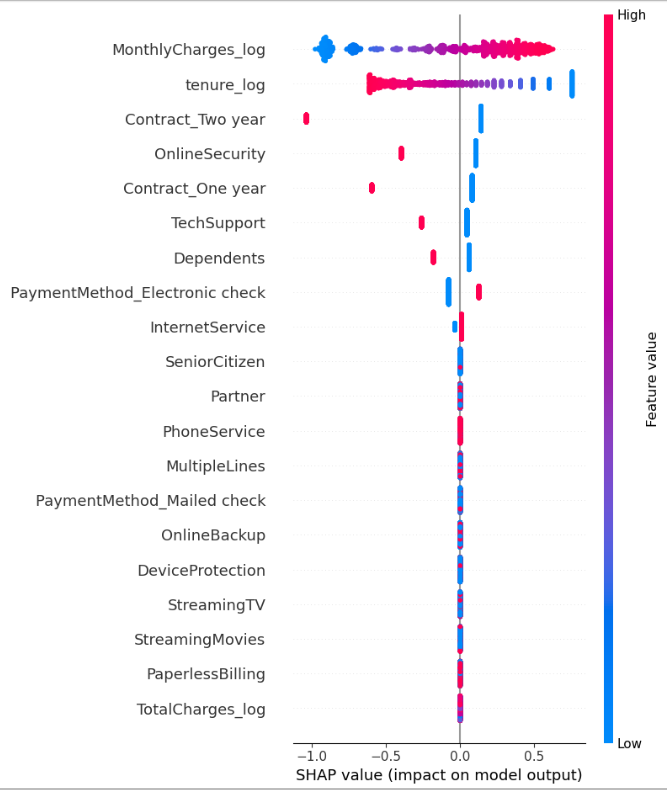 High
MonthlyCharges_log
tenure_log
Contract_Two year
OnlineSecurity
Contract_One year
TechSupport
Dependents
PaymentMethod_Electronic check
InternetService
SeniorCitizen
Partner
PhoneService
MultipleLines
PaymentMethod_Mailed check
OnlineBackup
DeviceProtection
StreamingTV
StreamingMovies
PaperlessBilling
TotalCharges_log
Feature value
Low
−1.0 −0.5 0.0 0.5
SHAP value (impact on model output)